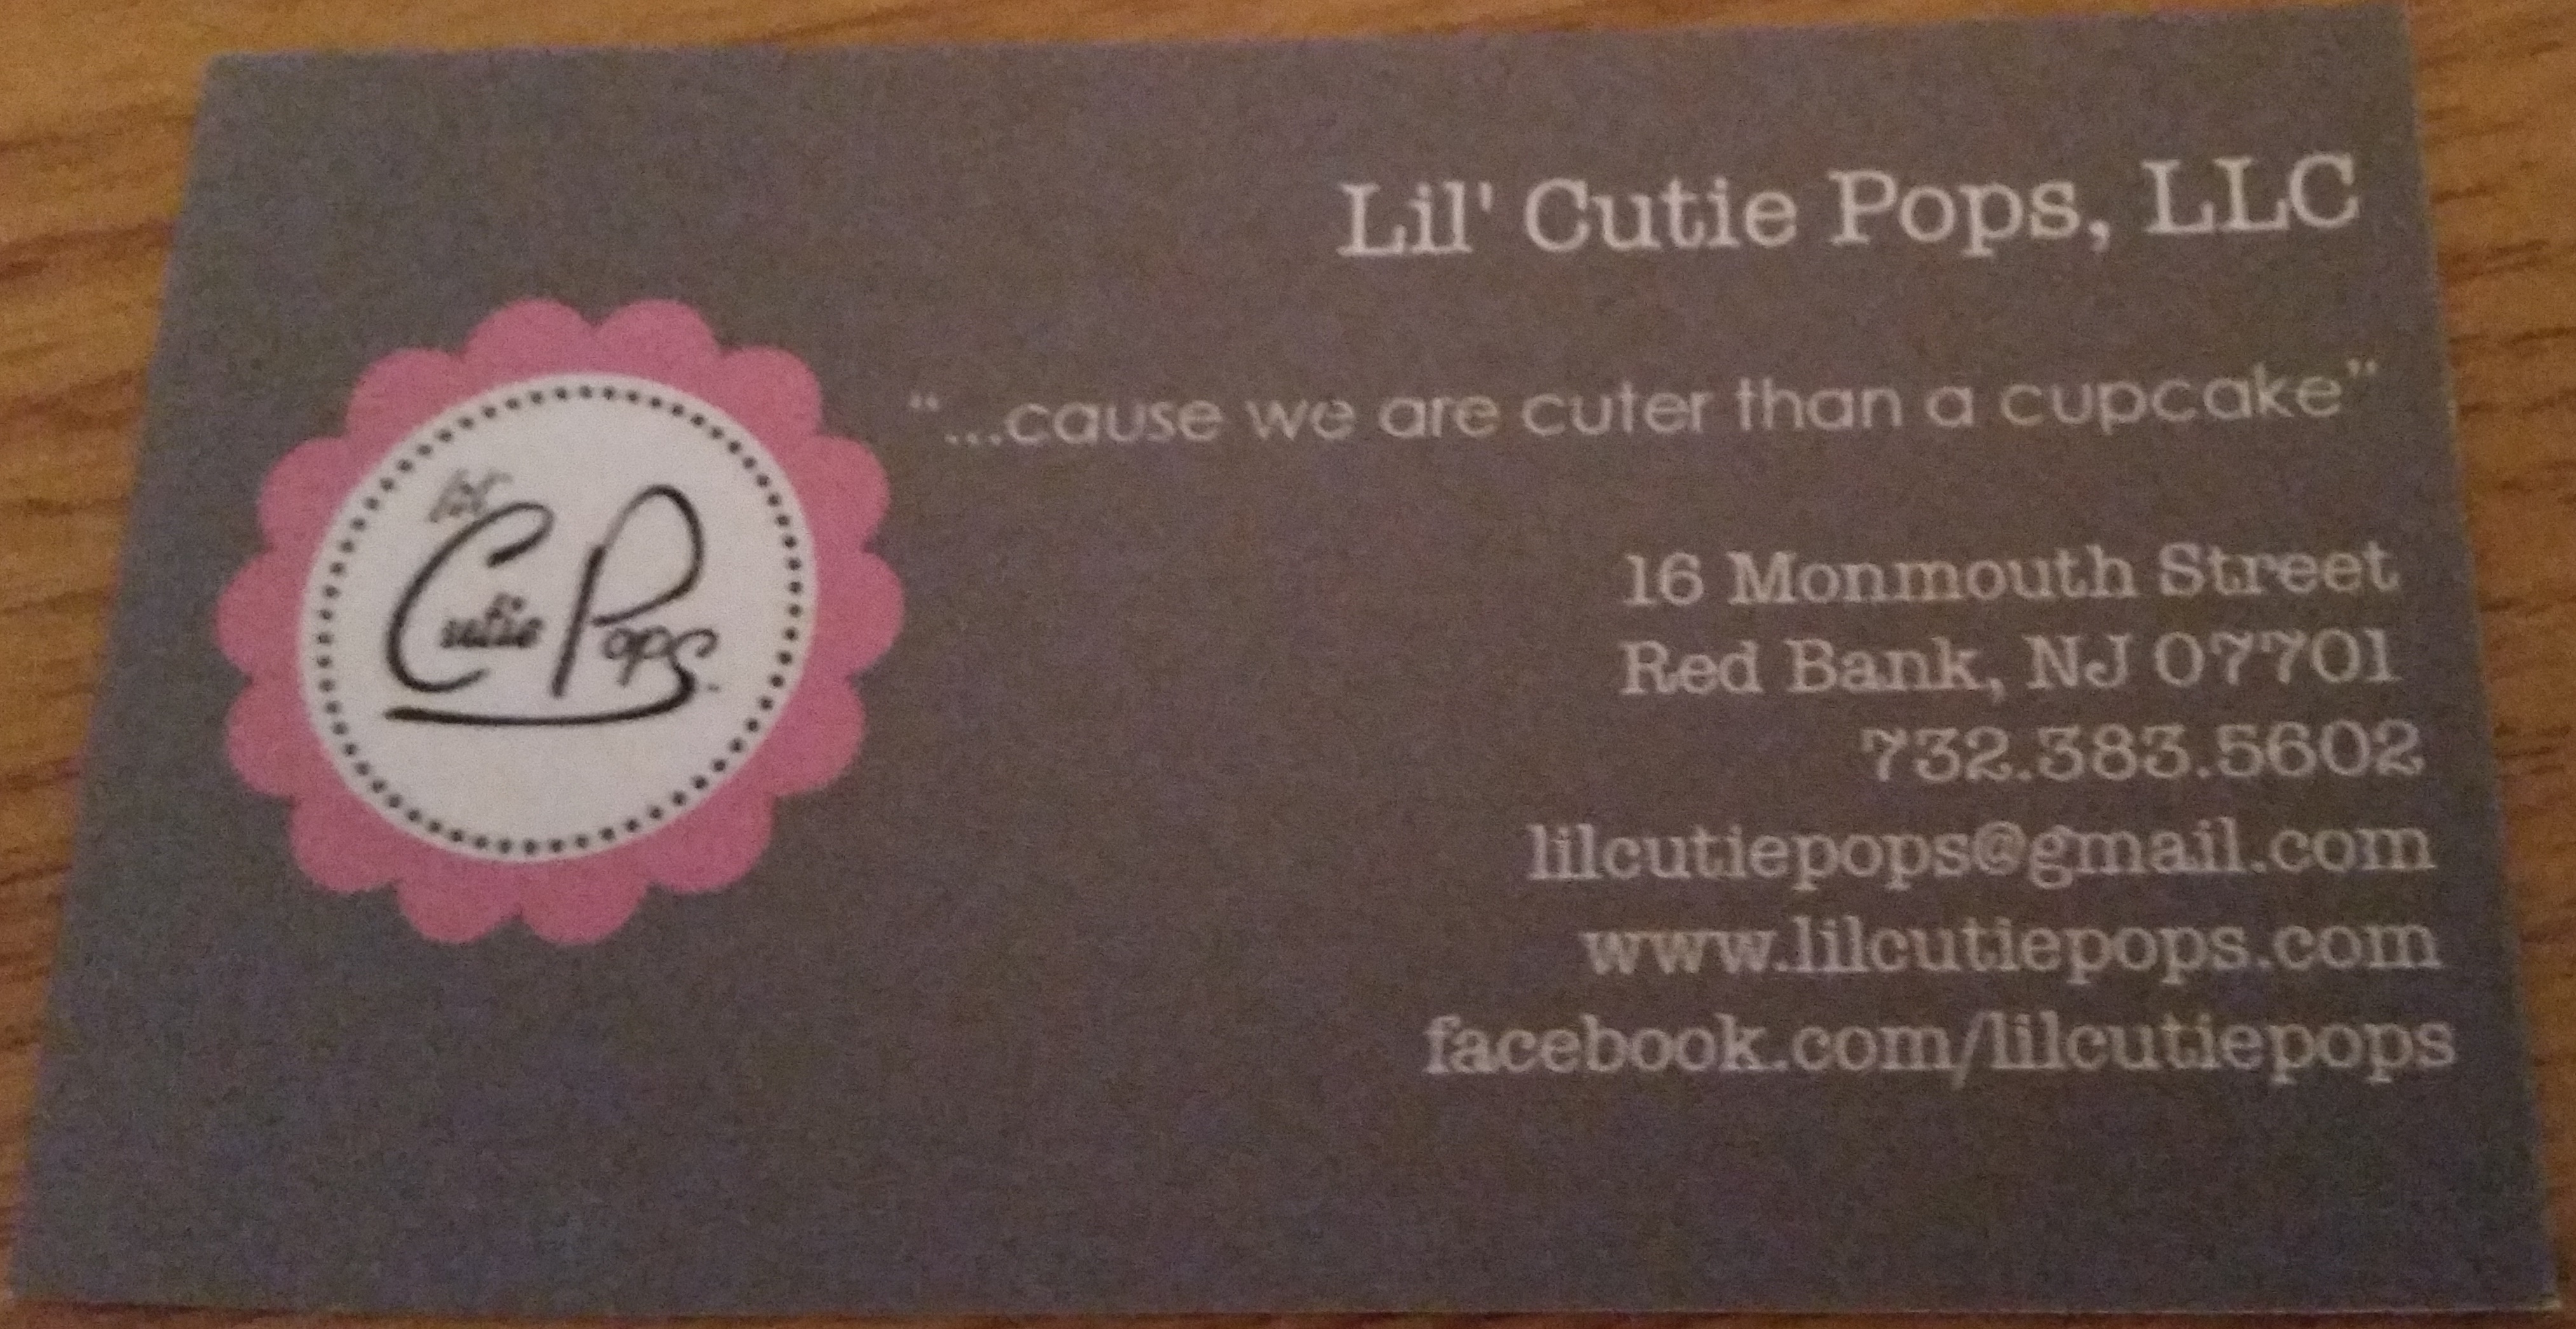 Lil' Cutie Pops, LLC
“...cause we are cuter than a cupcake”
lil'
Cutie Pops
16 Monmouth Street
Red Bank, NJ 07701
732.383.5602
lilcutiepops@gmail.com
www.lilcutiepops.com
facebook.com/lilcutiepops